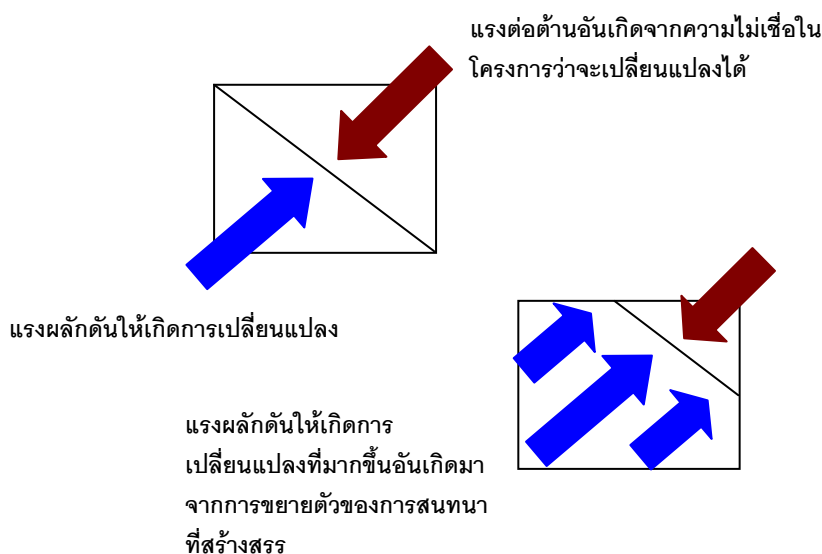 แรงต่อต้านอันเกิดจากความไม่เชื่อใน
โครงการว่าจะเปลี่ยนแปลงได้
แรงผลักดันให้เกิดการเปลี่ยนแปลง
แรงผลักดันให้เกิดการ
เปลี่ยนแปลงที่มากขึ้นอันเกิดมา
จากการขยายตัวของการสนทนา
ที่สร้างสรร